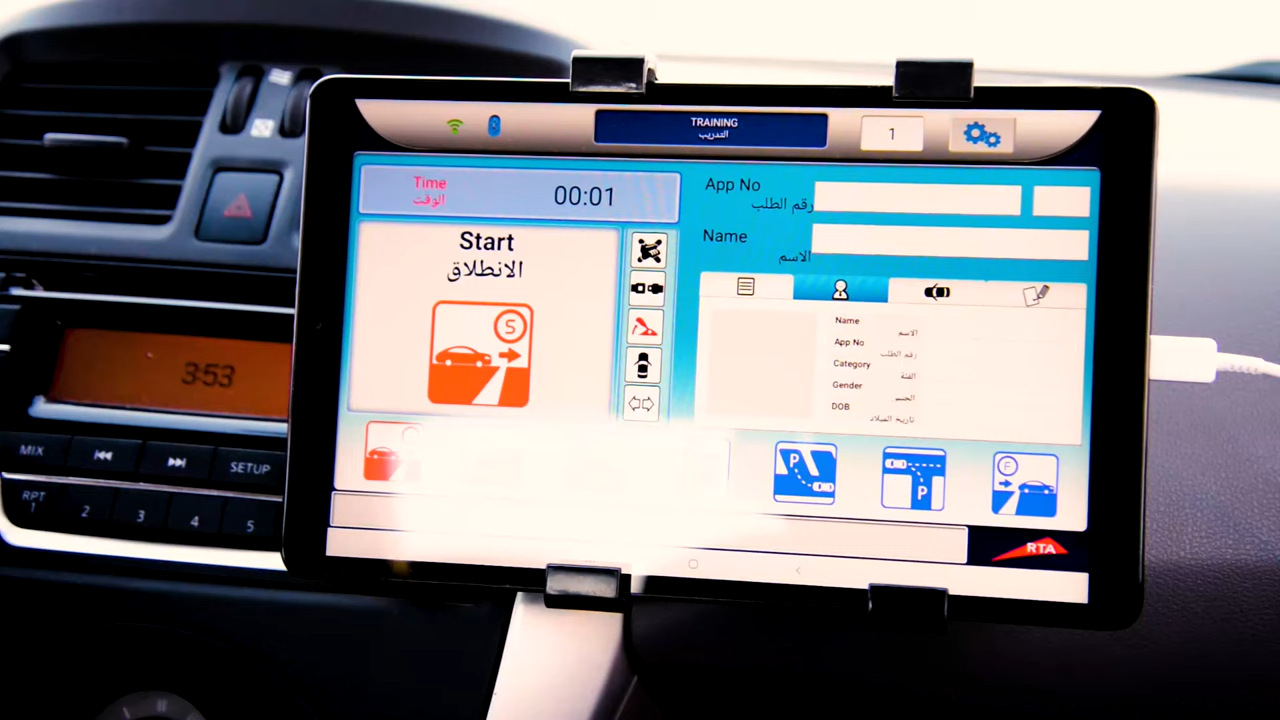 TRAINING
التدريب
1
Time
الوقت
00:01
App No
رقم الطلب
Name
الاسم
Start
الانطلاق
S
Name
الاسم
App No
رقم الطلب
Category
الفئة
Gender
الجنس
DOB
تاريخ الميلاد
P
P
F
RTA
3:53
MIX
SETUP
RPT
1
2
3
4
5